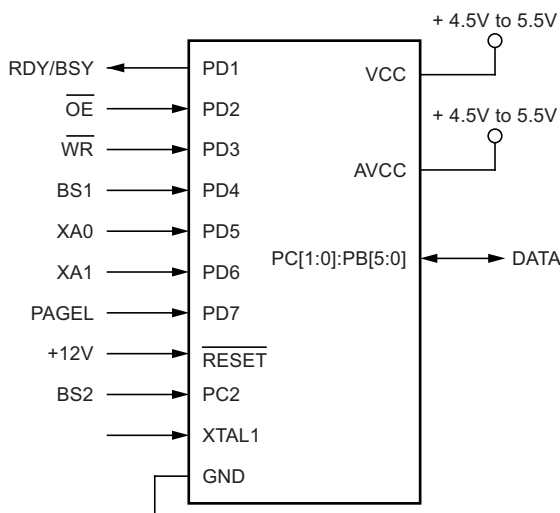 + 4.5V to 5.5V
RDY/BSY PD1 VCC
OE PD2
+ 4.5V to 5.5V
WR PD3
BS1 PD4 AVCC
XA0 PD5
PC[1:0]:PB[5:0] DATA
XA1 PD6
PAGEL PD7
+12V RESET
BS2 PC2
XTAL1
GND